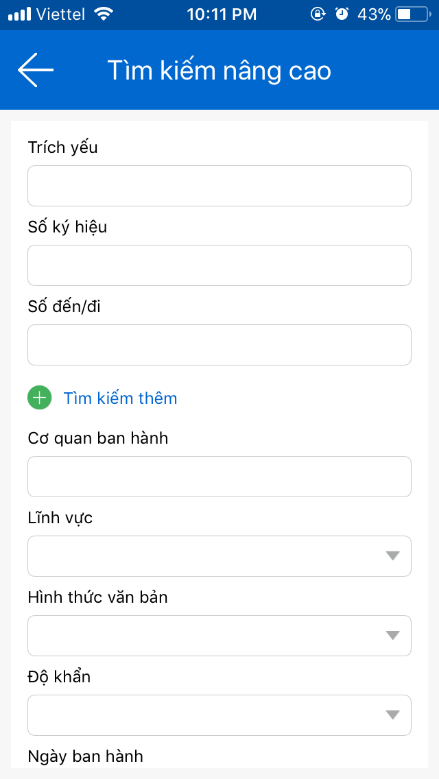 Viettel 10:11 PM 43%
Tìm kiếm nâng cao
Trích yếu
Số ký hiệu
Số đến/đi
Tìm kiếm thêm
Cơ quan ban hành
Lĩnh vực
Hình thức văn bản
Độ khẩn
Ngày ban hành